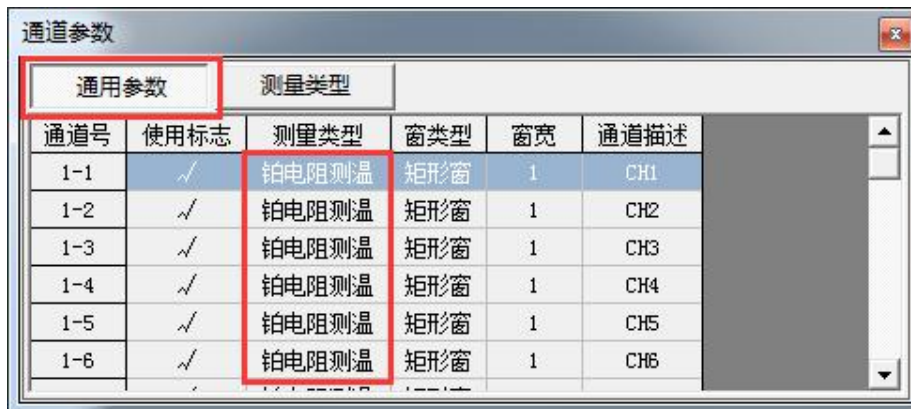 通道参数
通用参数 测量类型
通道号 使用标志 测量类型 窗类型 窗宽 通道描述
1-1 √ 铂电阻测温 矩形窗 1 CH1
1-2 √ 铂电阻测温 矩形窗 1 CH2
1-3 √ 铂电阻测温 矩形窗 1 CH3
1-4 √ 铂电阻测温 矩形窗 1 CH4
1-5 √ 铂电阻测温 矩形窗 1 CH5
1-6 √ 铂电阻测温 矩形窗 1 CH6